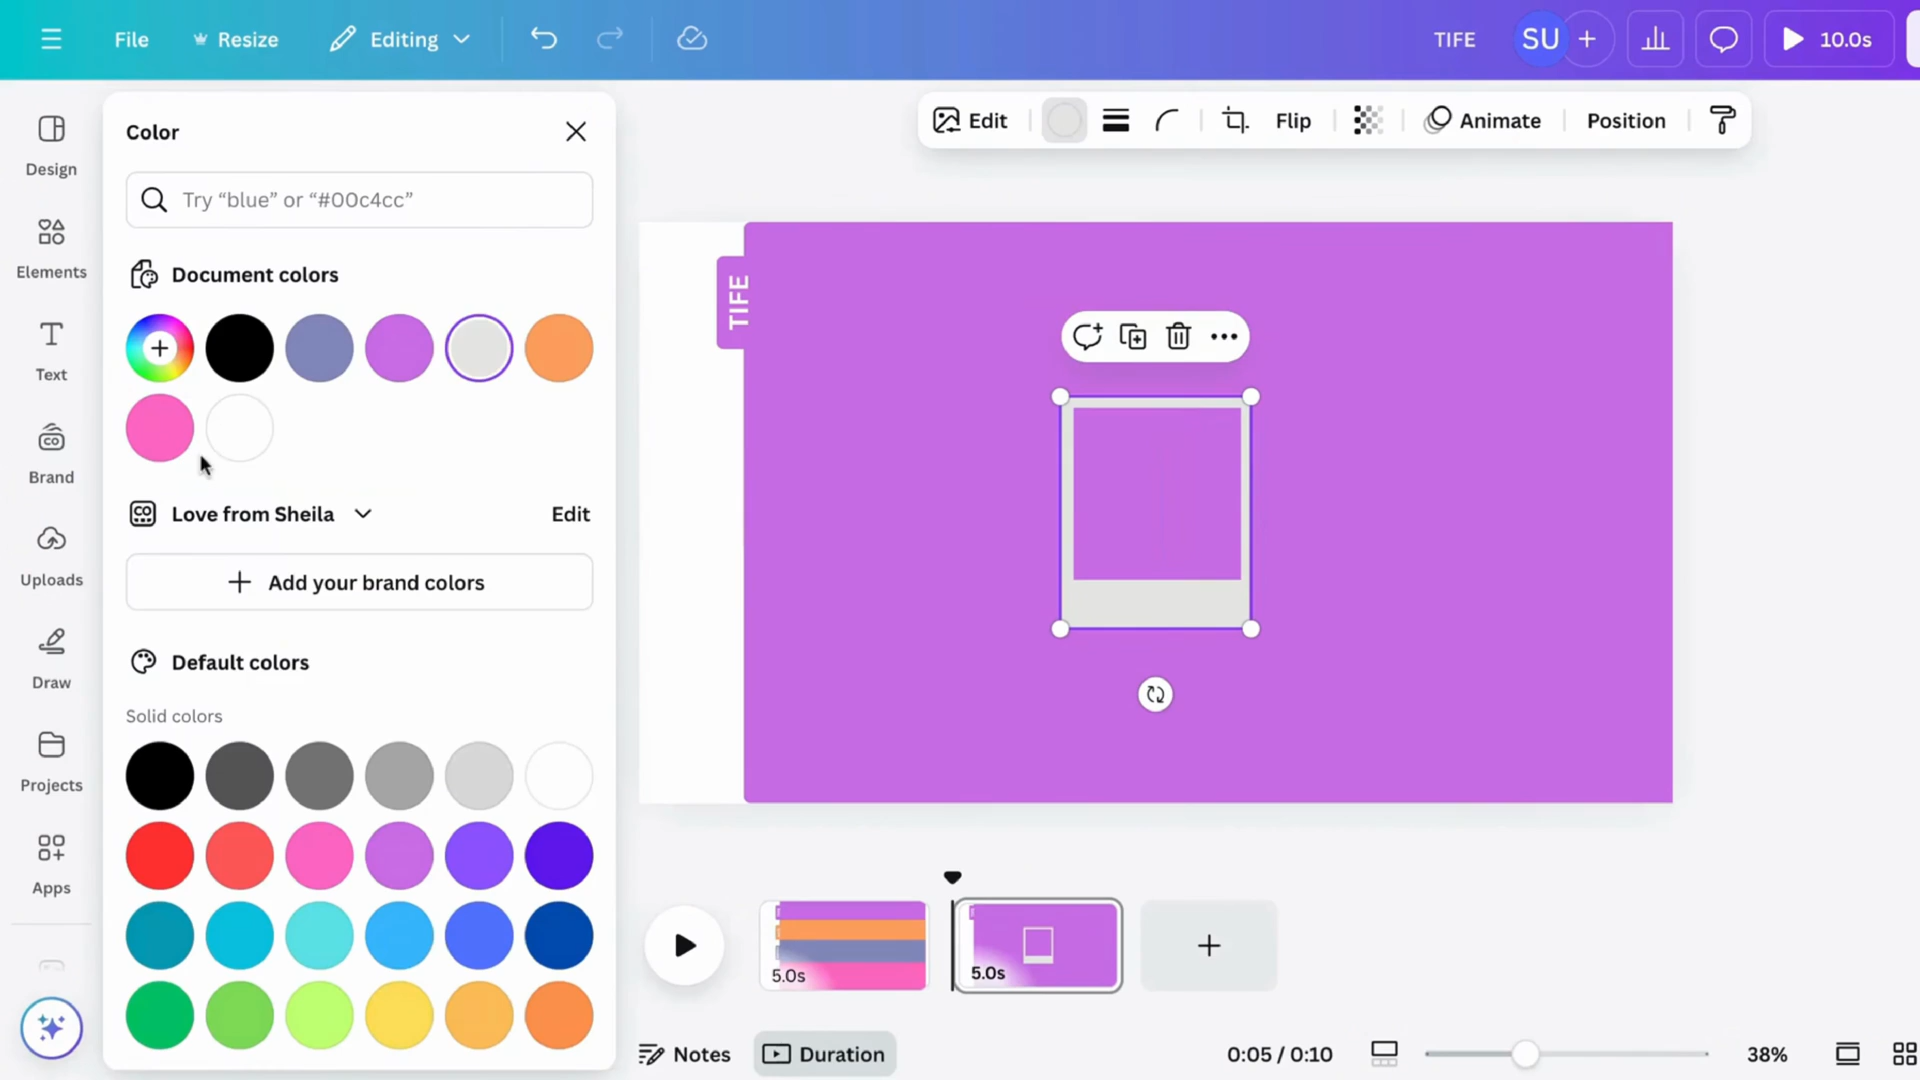 File
Resize
Editing
TIFE
SU
10.0s
Design
Elements
Text
Brand
Uploads
Draw
Projects
Apps
Color
Try “blue” or “#00c4cc”
Document colors
Love from Sheila
Edit
Add your brand colors
Default colors
Solid colors
Edit
Flip
Animate
Position
TIFE
5.0s
5.0s
Notes
Duration
0:05 / 0:10
38%